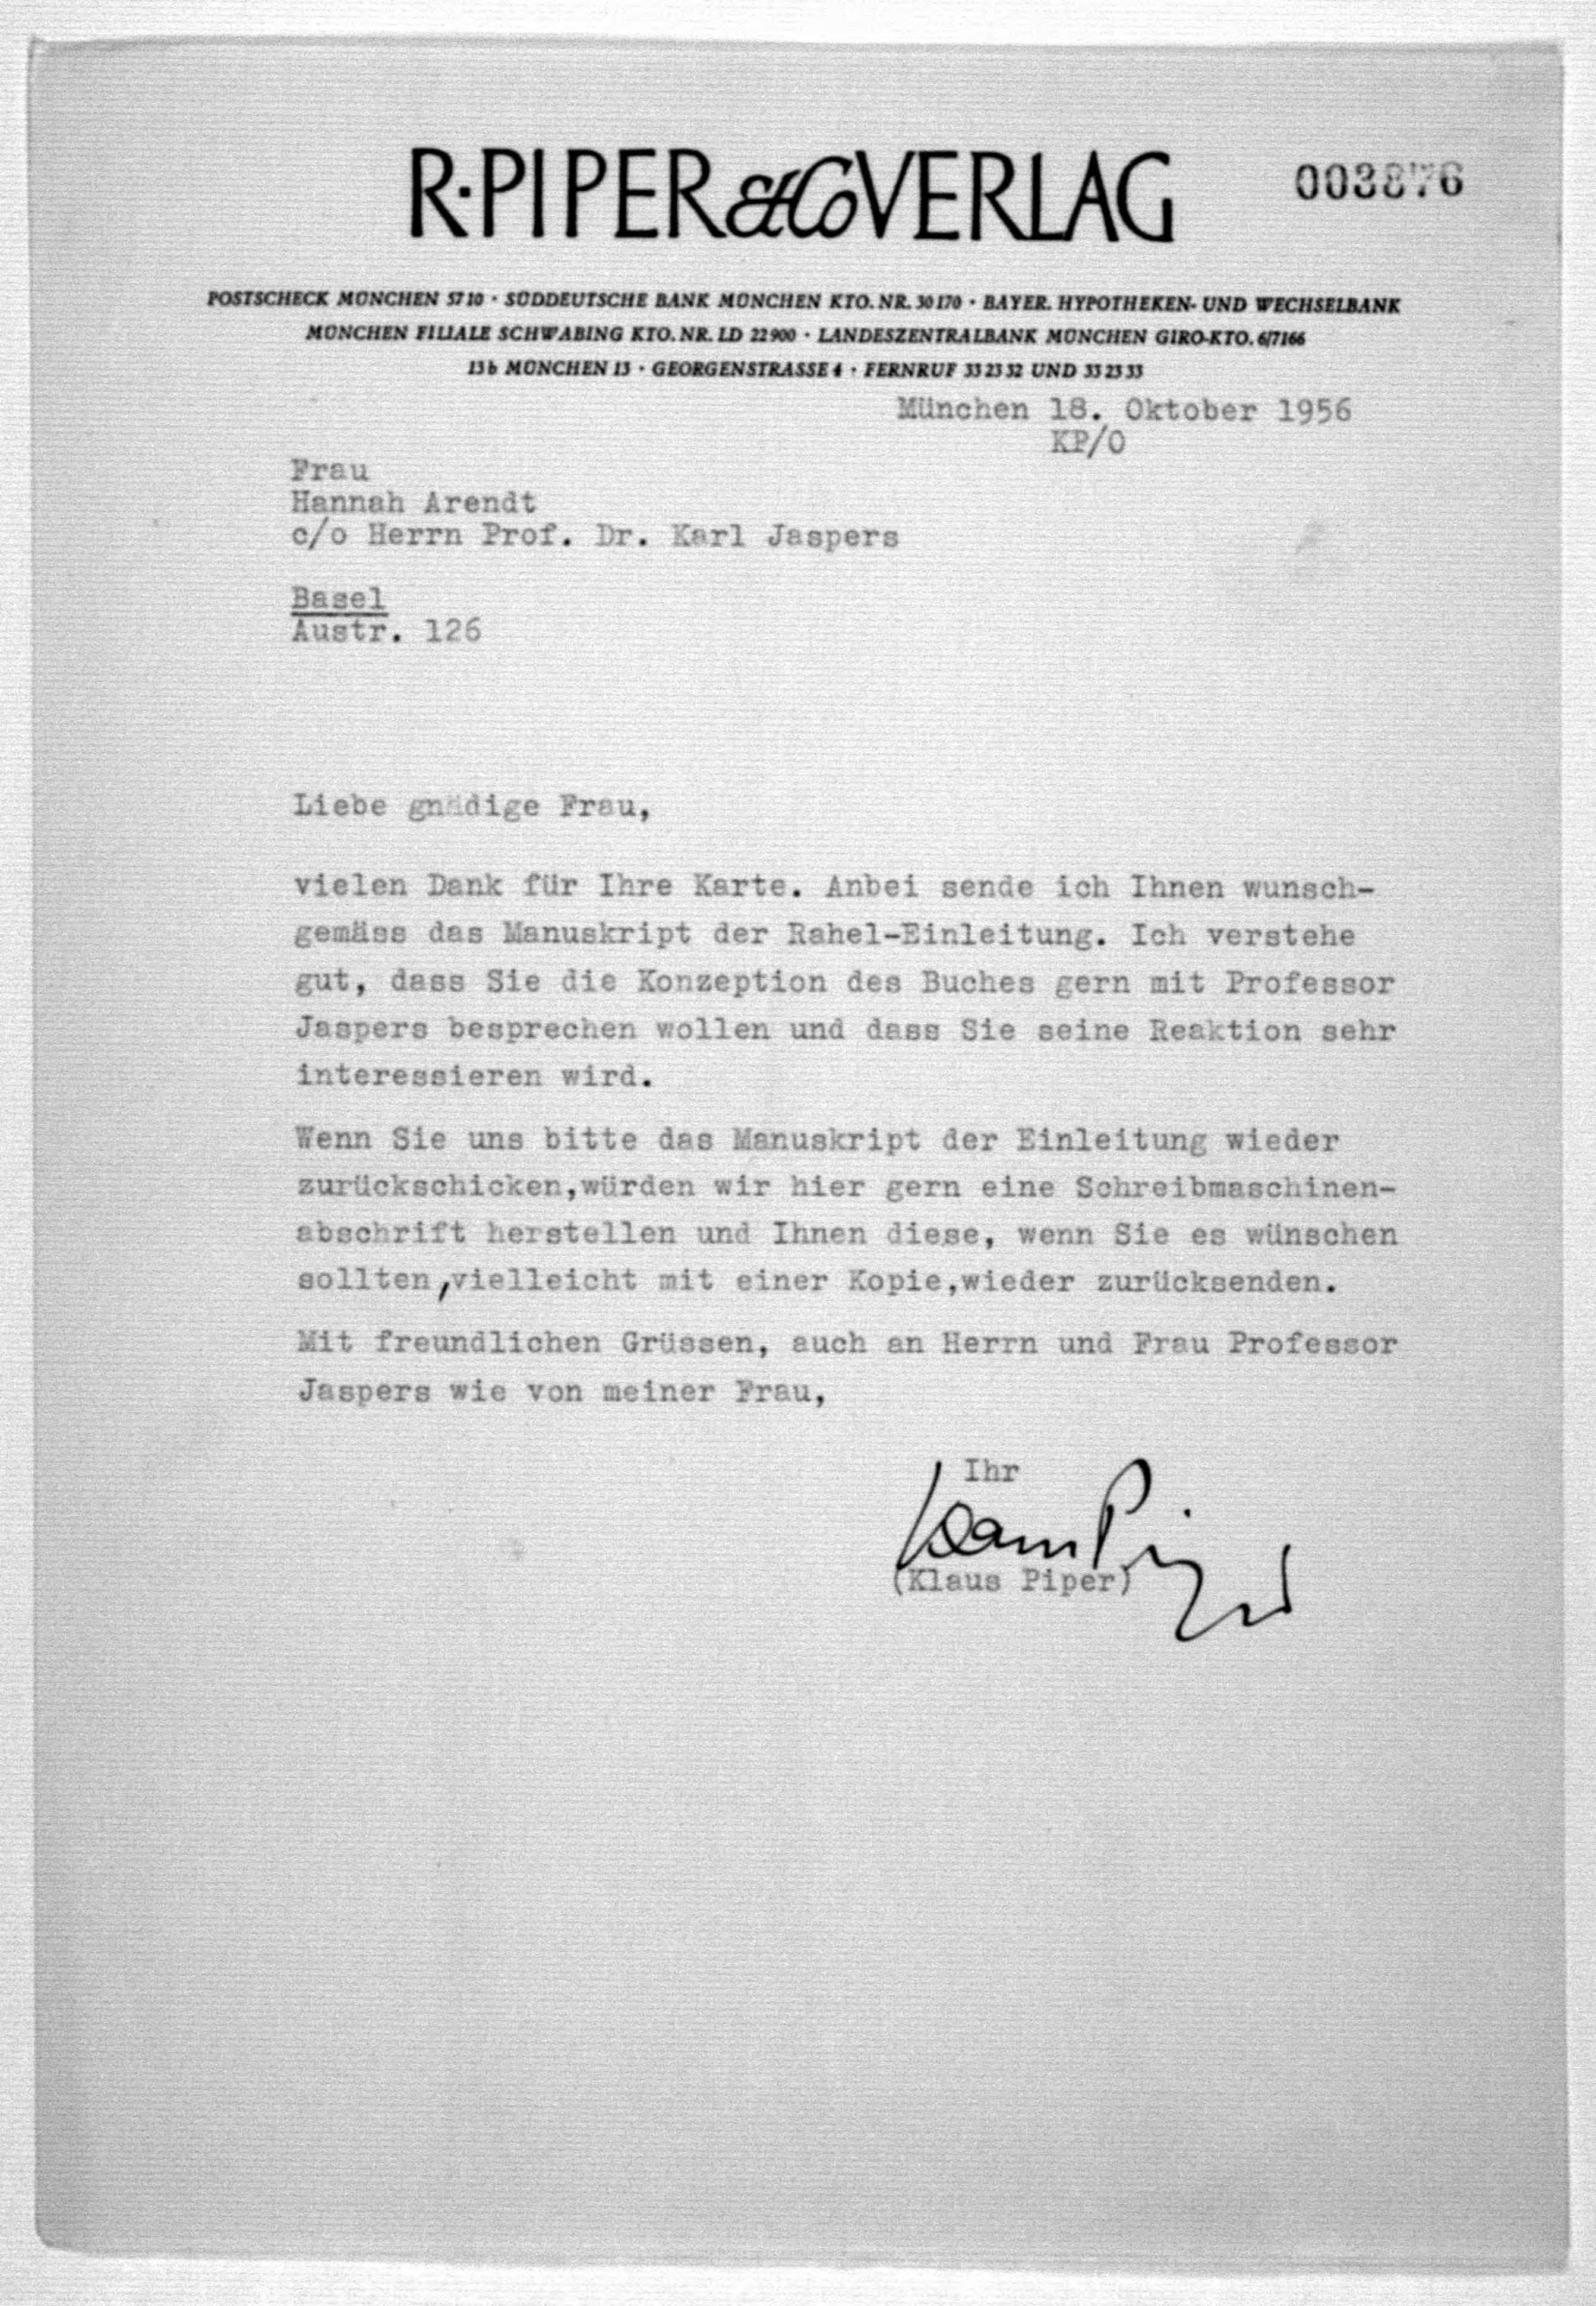 R·PIPER & Co VERLAG
003876
POSTSCHECK MÜNCHEN 5710 · SÜDDEUTSCHE BANK MÜNCHEN KTO. NR. 30170 · BAYER. HYPOTHEKEN- UND WECHSELBANK
MÜNCHEN FILIALE SCHWABING KTO. NR. LD 22900 · LANDESZENTRALBANK MÜNCHEN GIRO-KTO. 6/7166
13b MÜNCHEN 13 · GEORGENSTRASSE 4 · FERNRUF 33 23 32 UND 33 23 33
München 18. Oktober 1956
KP/O
Frau
Hannah Arendt
c/o Herrn Prof. Dr. Karl Jaspers
Basel
Austr. 126
Liebe gnädige Frau,
vielen Dank für Ihre Karte. Anbei sende ich Ihnen wunsch-
gemäss das Manuskript der Rahel-Einleitung. Ich verstehe
gut, dass Sie die Konzeption des Buches gern mit Professor
Jaspers besprechen wollen und dass Sie seine Reaktion sehr
interessieren wird.
Wenn Sie uns bitte das Manuskript der Einleitung wieder
zurückschicken,würden wir hier gern eine Schreibmaschinen-
abschrift herstellen und Ihnen diese, wenn Sie es wünschen
sollten,vielleicht mit einer Kopie,wieder zurücksenden.
Mit freundlichen Grüssen, auch an Herrn und Frau Professor
Jaspers wie von meiner Frau,
Ihr
Klaus Piper
(Klaus Piper)